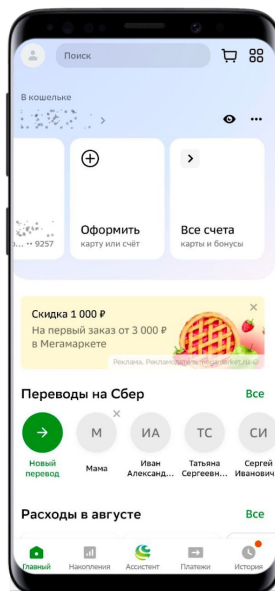 Поиск
В кошельке
... •• 9257
Оформить
карту или счёт
Все счета
карты и бонусы
Скидка 1 000 ₽
На первый заказ от 3 000 ₽
в Мегамаркете
Реклама.
Переводы на Сбер
Все
М
ИА
ТС
СИ
Новый
перевод
Мама
Иван
Александ...
Татьяна
Сергеевн...
Сергей
Иванович
Расходы в августе
Все
Главный
Накопления
Ассистент
Платежи
История